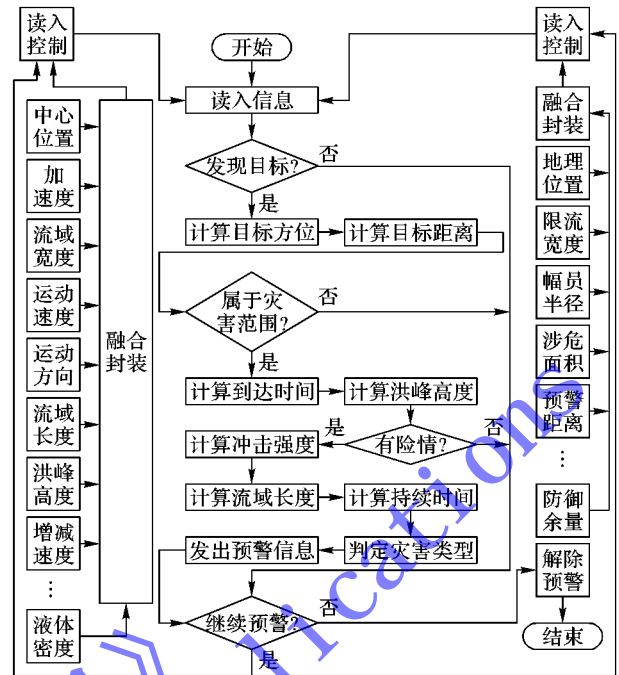 读入
控制
开始
读入
控制
读入信息
中心
位置
加
速度
流域
宽度
运动
速度
运动
方向
流域
长度
洪峰
高度
增减
速度
⋮
液体
密度
融合
封装
发现目标?
否
是
计算目标方位
计算目标距离
属于灾
害范围?
否
是
计算到达时间
计算洪峰高度
有险情?
是
否
计算冲击强度
计算流域长度
计算持续时间
判定灾害类型
发出预警信息
继续预警?
否
是
融合
封装
地理
位置
限流
宽度
幅员
半径
涉危
面积
预警
距离
⋮
防御
余量
解除
预警
结束
》
lications